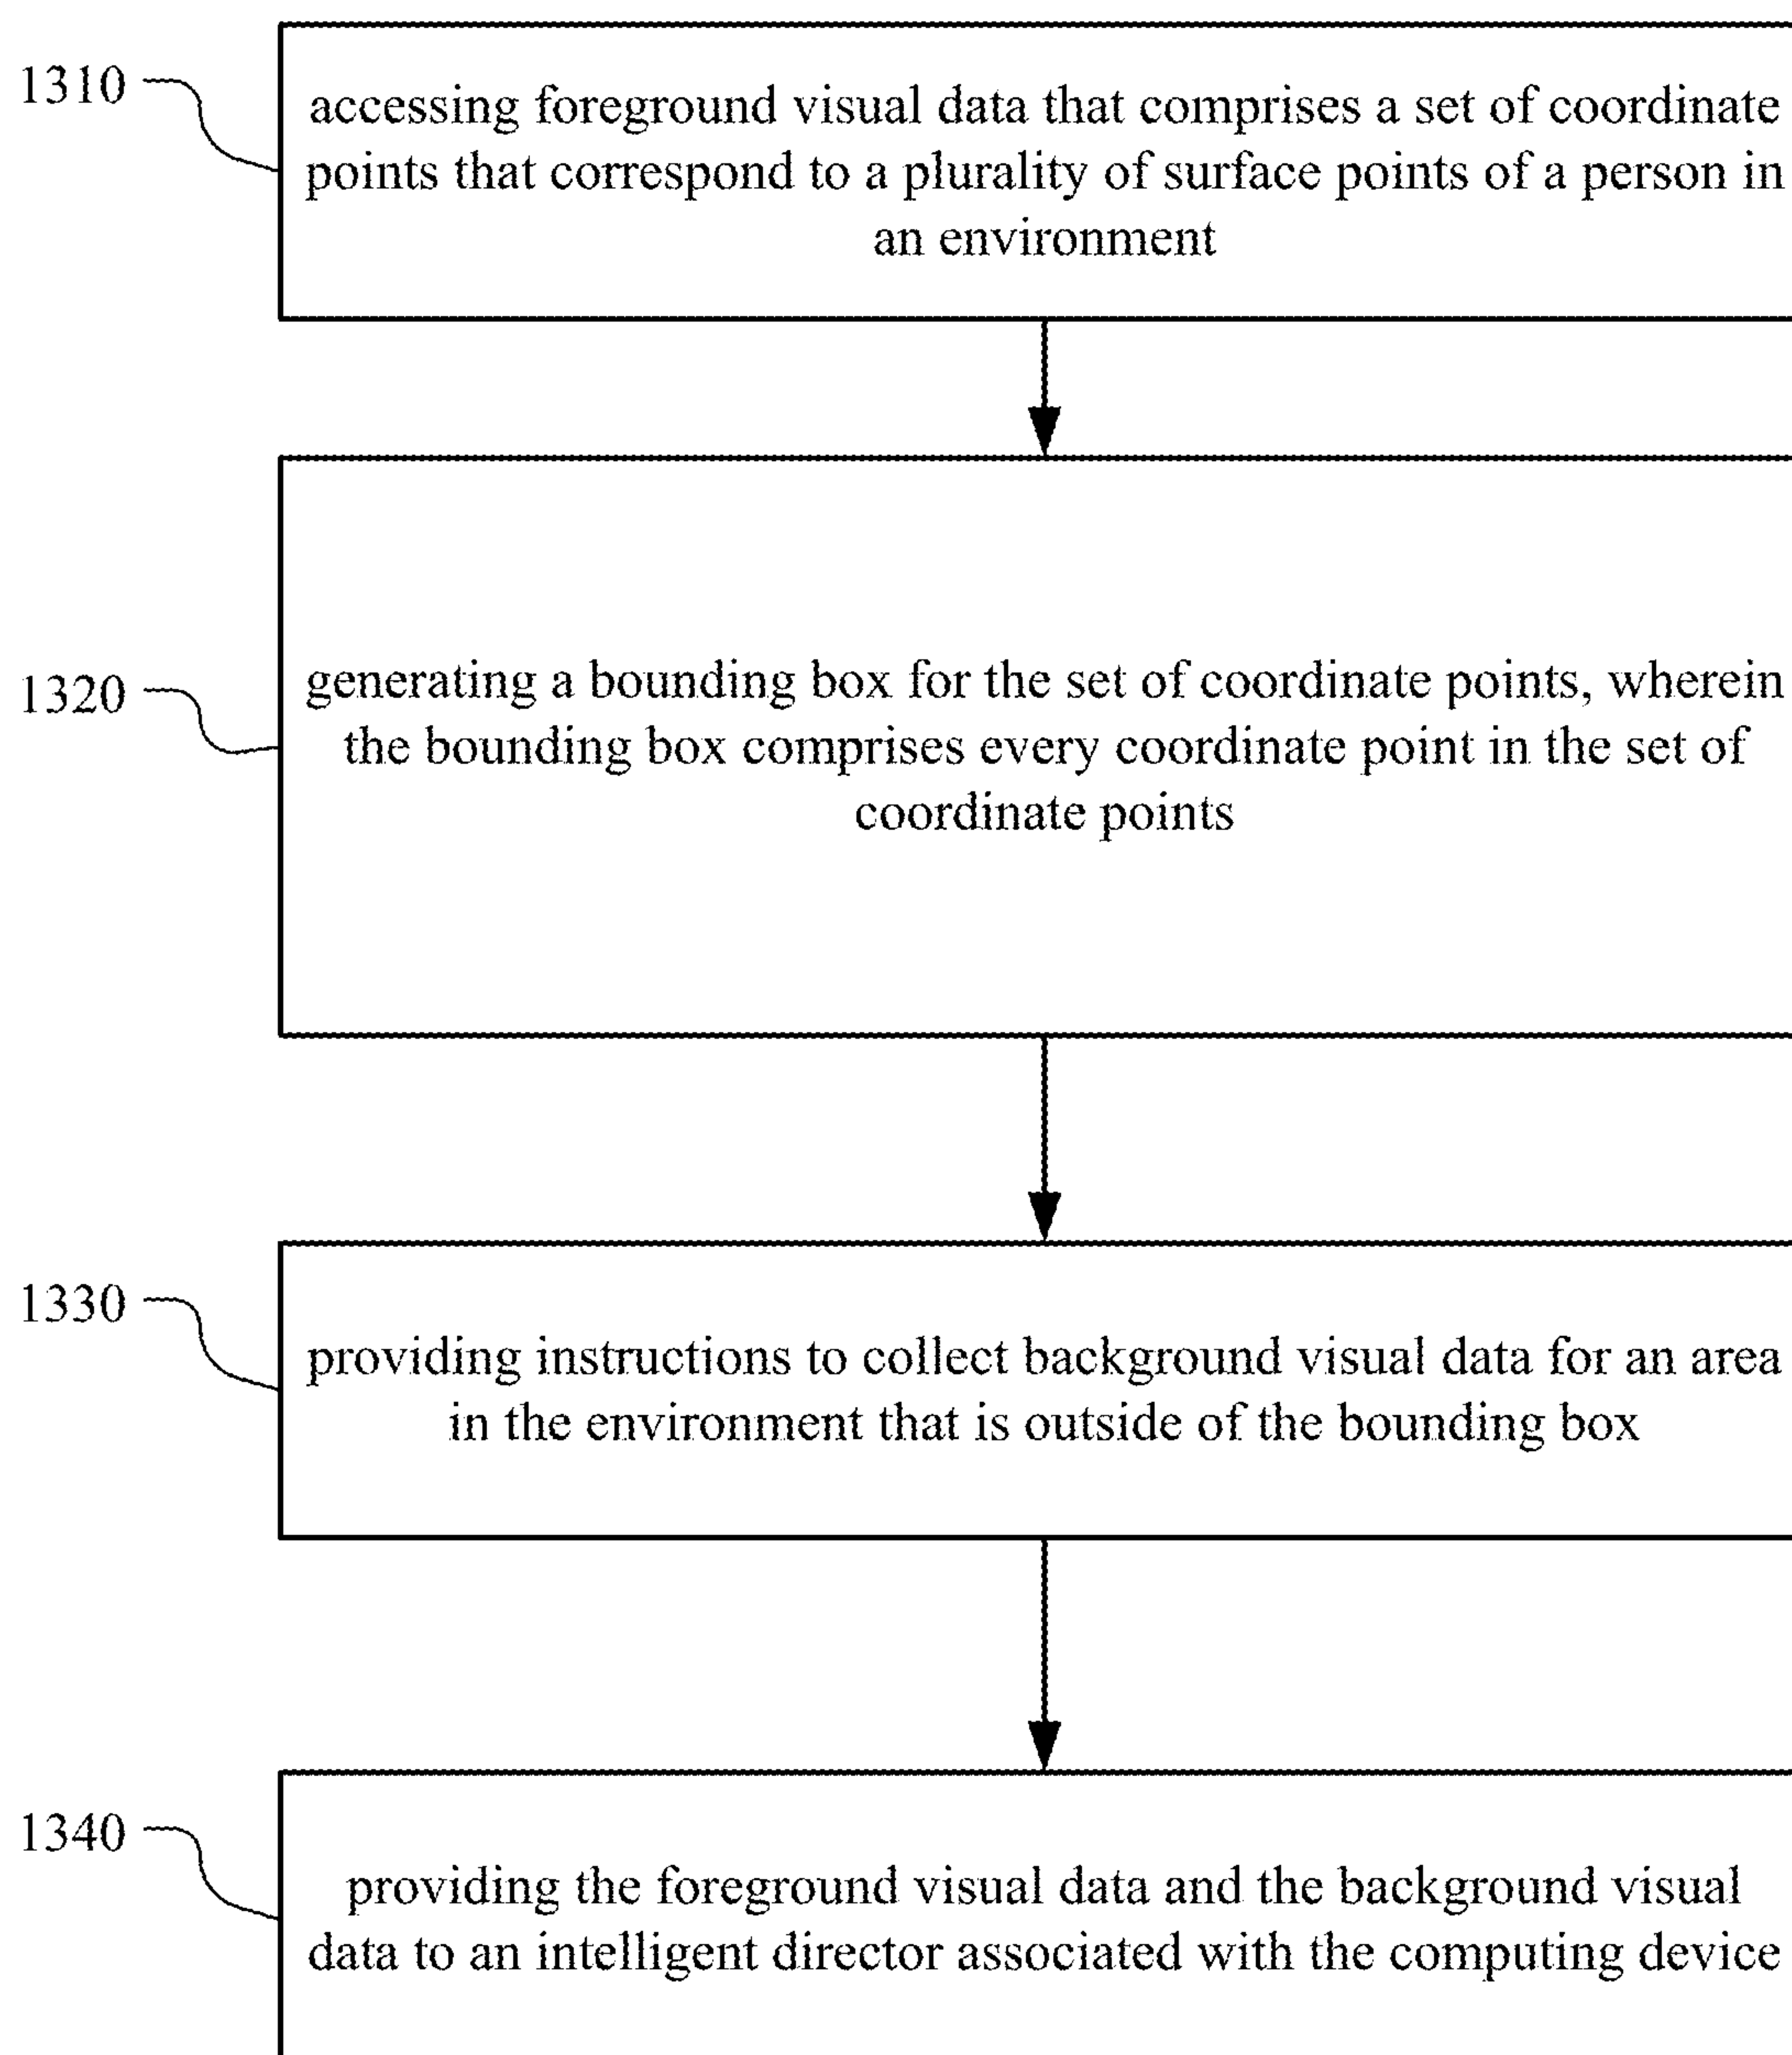 1310
accessing foreground visual data that comprises a set of coordinate
points that correspond to a plurality of surface points of a person in
an environment
1320
generating a bounding box for the set of coordinate points, wherein
the bounding box comprises every coordinate point in the set of
coordinate points
1330
providing instructions to collect background visual data for an area
in the environment that is outside of the bounding box
1340
providing the foreground visual data and the background visual
data to an intelligent director associated with the computing device